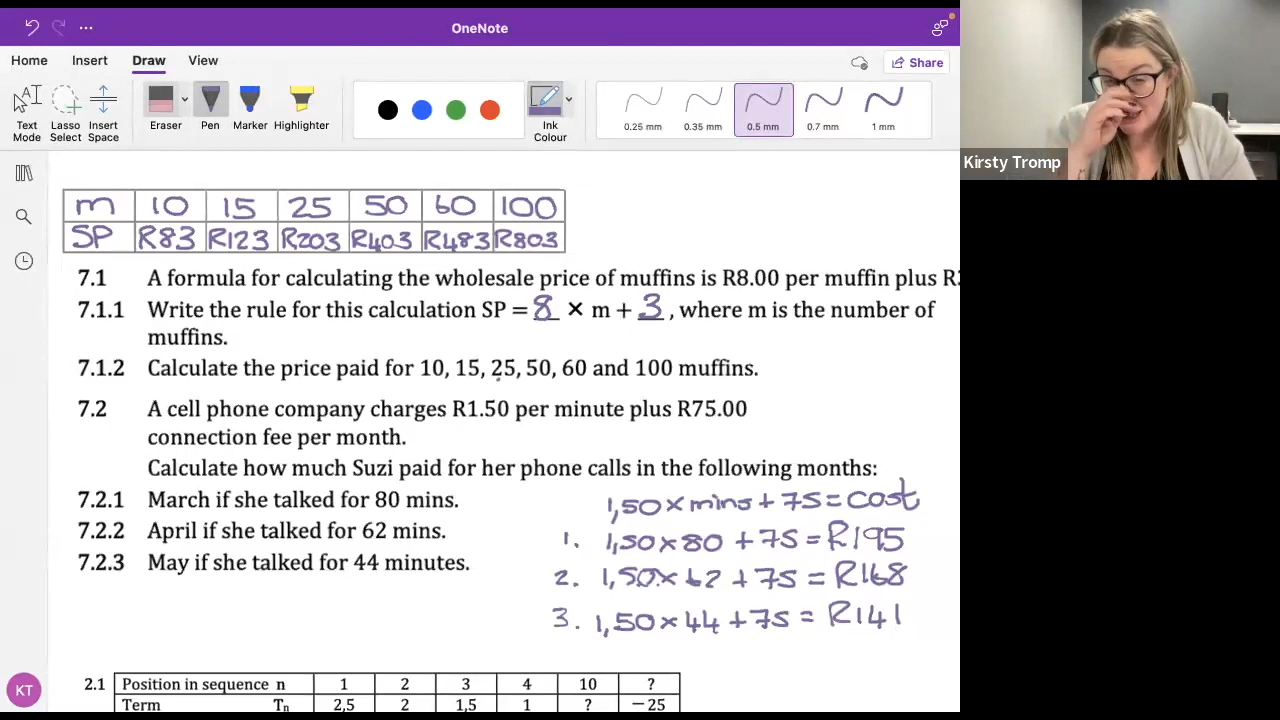 OneNote
Home Insert Draw View
Share
Text Mode Lasso Select Insert Space Eraser Pen Marker Highlighter Ink Colour 0.25 mm 0.35 mm 0.5 mm 0.7 mm 1 mm
Kirsty Tromp
m 10 15 25 50 60 100
SP R83 R123 R203 R403 R483 R803
7.1 A formula for calculating the wholesale price of muffins is R8.00 per muffin plus
7.1.1 Write the rule for this calculation SP = 8 × m + 3, where m is the number of
muffins.
7.1.2 Calculate the price paid for 10, 15, 25, 50, 60 and 100 muffins.
7.2 A cell phone company charges R1.50 per minute plus R75.00
connection fee per month.
Calculate how much Suzi paid for her phone calls in the following months:
7.2.1 March if she talked for 80 mins.
1,50 × mins + 75 = cost
7.2.2 April if she talked for 62 mins.
1. 1,50 × 80 + 75 = R195
7.2.3 May if she talked for 44 minutes.
2. 1,50 × 62 + 75 = R168
3. 1,50 × 44 + 75 = R141
2.1 Position in sequence n 1 2 3 4 10 ?
Term Tn 2,5 2 1,5 1 ? −25
KT